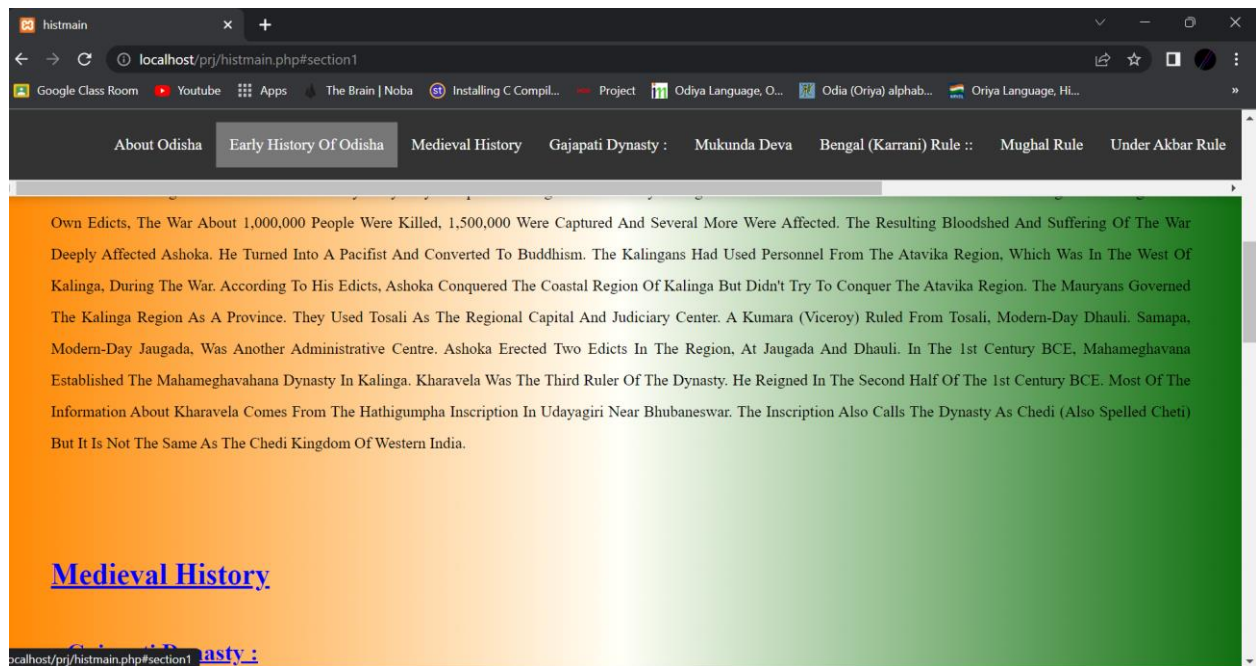 histmain
localhost/prj/histmain.php#section1
Google Class Room Youtube Apps The Brain | Noba Installing C Compil... Project Odiya Language, O... Odia (Oriya) alphab... Oriya Language, Hi... »
About Odisha Early History Of Odisha Medieval History Gajapati Dynasty : Mukunda Deva Bengal (Karrani) Rule :: Mughal Rule Under Akbar Rule
Own Edicts, The War About 1,000,000 People Were Killed, 1,500,000 Were Captured And Several More Were Affected. The Resulting Bloodshed And Suffering Of The War
Deeply Affected Ashoka. He Turned Into A Pacifist And Converted To Buddhism. The Kalingans Had Used Personnel From The Atavika Region, Which Was In The West Of
Kalinga, During The War. According To His Edicts, Ashoka Conquered The Coastal Region Of Kalinga But Didn't Try To Conquer The Atavika Region. The Mauryans Governed
The Kalinga Region As A Province. They Used Tosali As The Regional Capital And Judiciary Center. A Kumara (Viceroy) Ruled From Tosali, Modern-Day Dhauli. Samapa,
Modern-Day Jaugada, Was Another Administrative Centre. Ashoka Erected Two Edicts In The Region, At Jaugada And Dhauli. In The 1st Century BCE, Mahameghavana
Established The Mahameghavahana Dynasty In Kalinga. Kharavela Was The Third Ruler Of The Dynasty. He Reigned In The Second Half Of The 1st Century BCE. Most Of The
Information About Kharavela Comes From The Hathigumpha Inscription In Udayagiri Near Bhubaneswar. The Inscription Also Calls The Dynasty As Chedi (Also Spelled Cheti)
But It Is Not The Same As The Chedi Kingdom Of Western India.
Medieval History
asty :
ocalhost/prj/histmain.php#section1